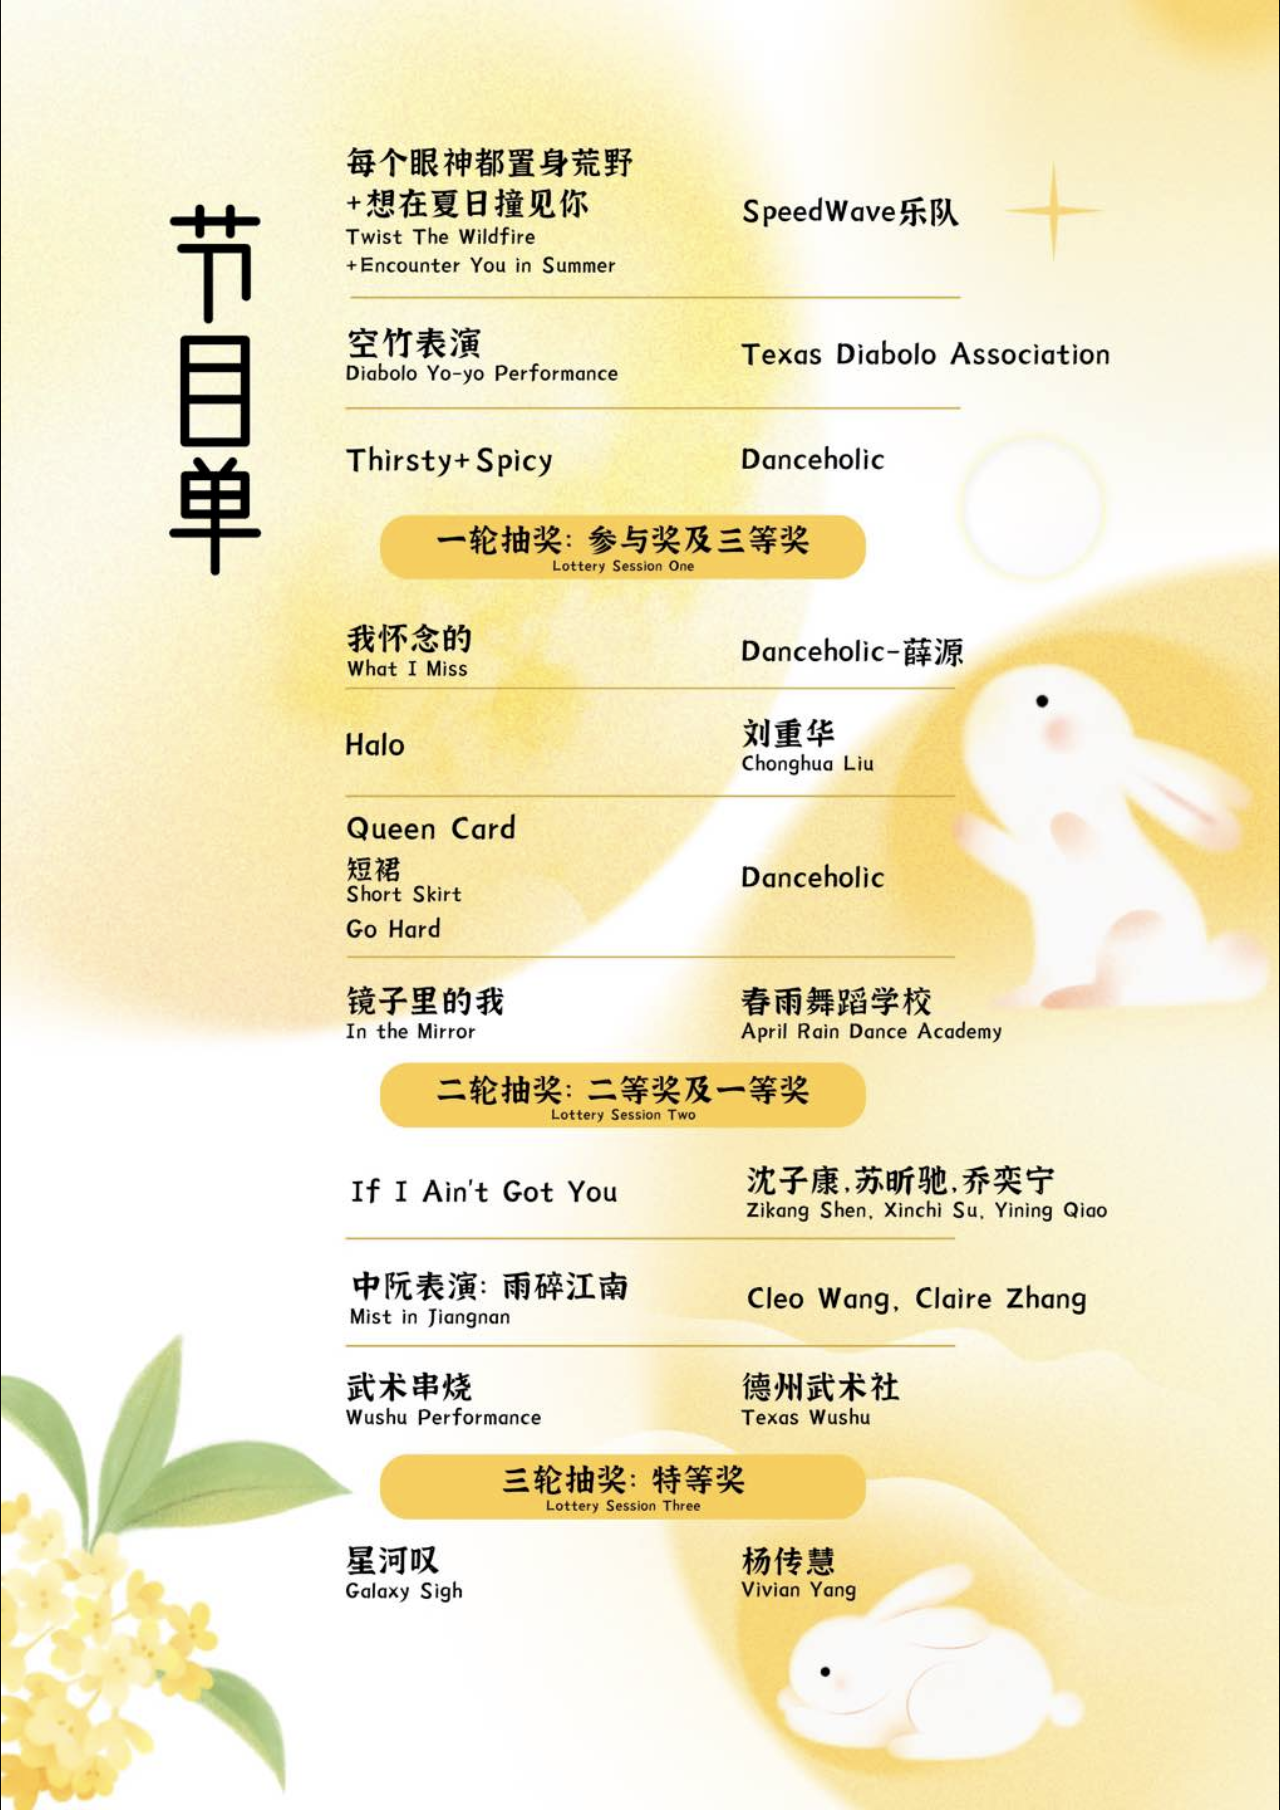 节目单
每个眼神都置身荒野
+想在夏日撞见你
Twist The Wildfire
+Encounter You in Summer
SpeedWave乐队
空竹表演
Diabolo Yo-yo Performance
Texas Diabolo Association
Thirsty+Spicy
Danceholic
一轮抽奖: 参与奖及三等奖
Lottery Session One
我怀念的
What I Miss
Danceholic-薛源
Halo
刘重华
Chonghua Liu
Queen Card
短裙
Short Skirt
Go Hard
Danceholic
镜子里的我
In the Mirror
春雨舞蹈学校
April Rain Dance Academy
二轮抽奖: 二等奖及一等奖
Lottery Session Two
If I Ain't Got You
沈子康,苏昕驰,乔奕宁
Zikang Shen, Xinchi Su, Yining Qiao
中阮表演: 雨碎江南
Mist in Jiangnan
Cleo Wang, Claire Zhang
武术串烧
Wushu Performance
德州武术社
Texas Wushu
三轮抽奖: 特等奖
Lottery Session Three
星河叹
Galaxy Sigh
杨传慧
Vivian Yang